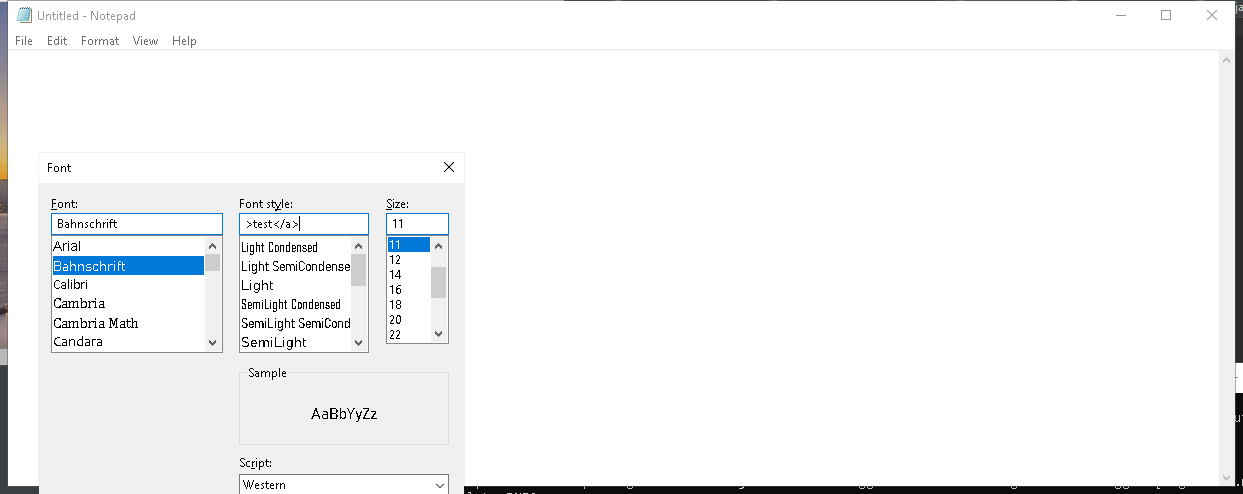 Untitled - Notepad
File Edit Format View Help
Font
Font: Font style: Size:
Bahnschrift >test</a> 11
Arial Light Condensed 11
Bahnschrift Light SemiCondense 12
Calibri Light 14
Cambria SemiLight Condensed 16
Cambria Math SemiLight SemiCond 18
Candara SemiLight 20
22
Sample
AaBbYyZz
Script:
Western